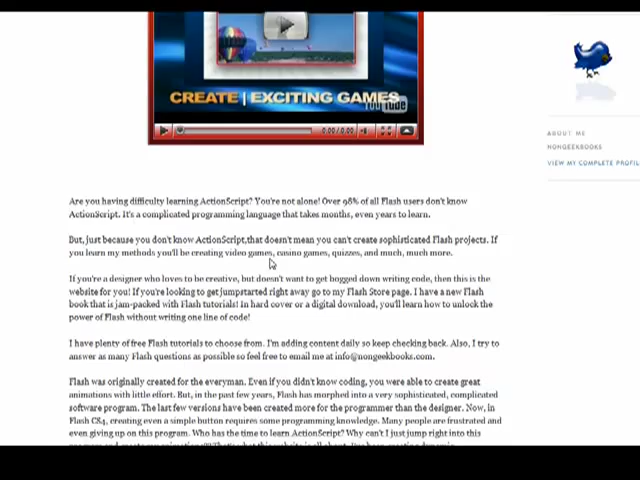 CREATE | EXCITING GAMES
YouTube
0:00 / 0:00
ABOUT ME
NONGEEKBOOKS
VIEW MY COMPLETE PROFIL
Are you having difficulty learning ActionScript? You're not alone! Over 98% of all Flash users don't know
ActionScript. It's a complicated programming language that takes months, even years to learn.
But, just because you don't know ActionScript,that doesn't mean you can't create sophisticated Flash projects. If
you learn my methods you'll be creating video games, casino games, quizzes, and much, much more.
If you're a designer who loves to be creative, but doesn't want to get bogged down writing code, then this is the
website for you! If you're looking to get jumpstarted right away go to my Flash Store page. I have a new Flash
book that is jam-packed with Flash tutorials! In hard cover or a digital download, you'll learn how to unlock the
power of Flash without writing one line of code!
I have plenty of free Flash tutorials to choose from. I'm adding content daily so keep checking back. Also, I try to
answer as many Flash questions as possible so feel free to email me at info@nongeekbooks.com.
Flash was originally created for the everyman. Even if you didn't know coding, you were able to create great
animations with little effort. But, in the past few years, Flash has morphed into a very sophisticated, complicated
software program. The last few versions have been created more for the programmer than the designer. Now, in
Flash CS4, creating even a simple button requires some programming knowledge. Many people are frustrated and
even giving up on this program. Who has the time to learn ActionScript? Why can't I just jump right into this